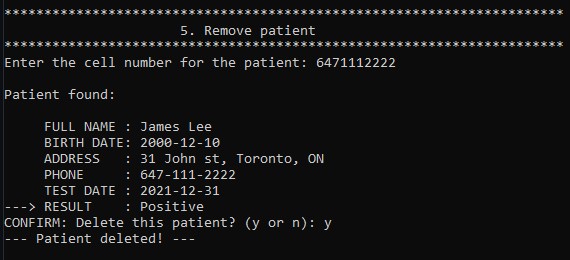 **********************************************************************
5. Remove patient
**********************************************************************
Enter the cell number for the patient: 6471112222
Patient found:
FULL NAME : James Lee
BIRTH DATE: 2000-12-10
ADDRESS   : 31 John st, Toronto, ON
PHONE     : 647-111-2222
TEST DATE : 2021-12-31
---> RESULT    : Positive
CONFIRM: Delete this patient? (y or n): y
--- Patient deleted! ---